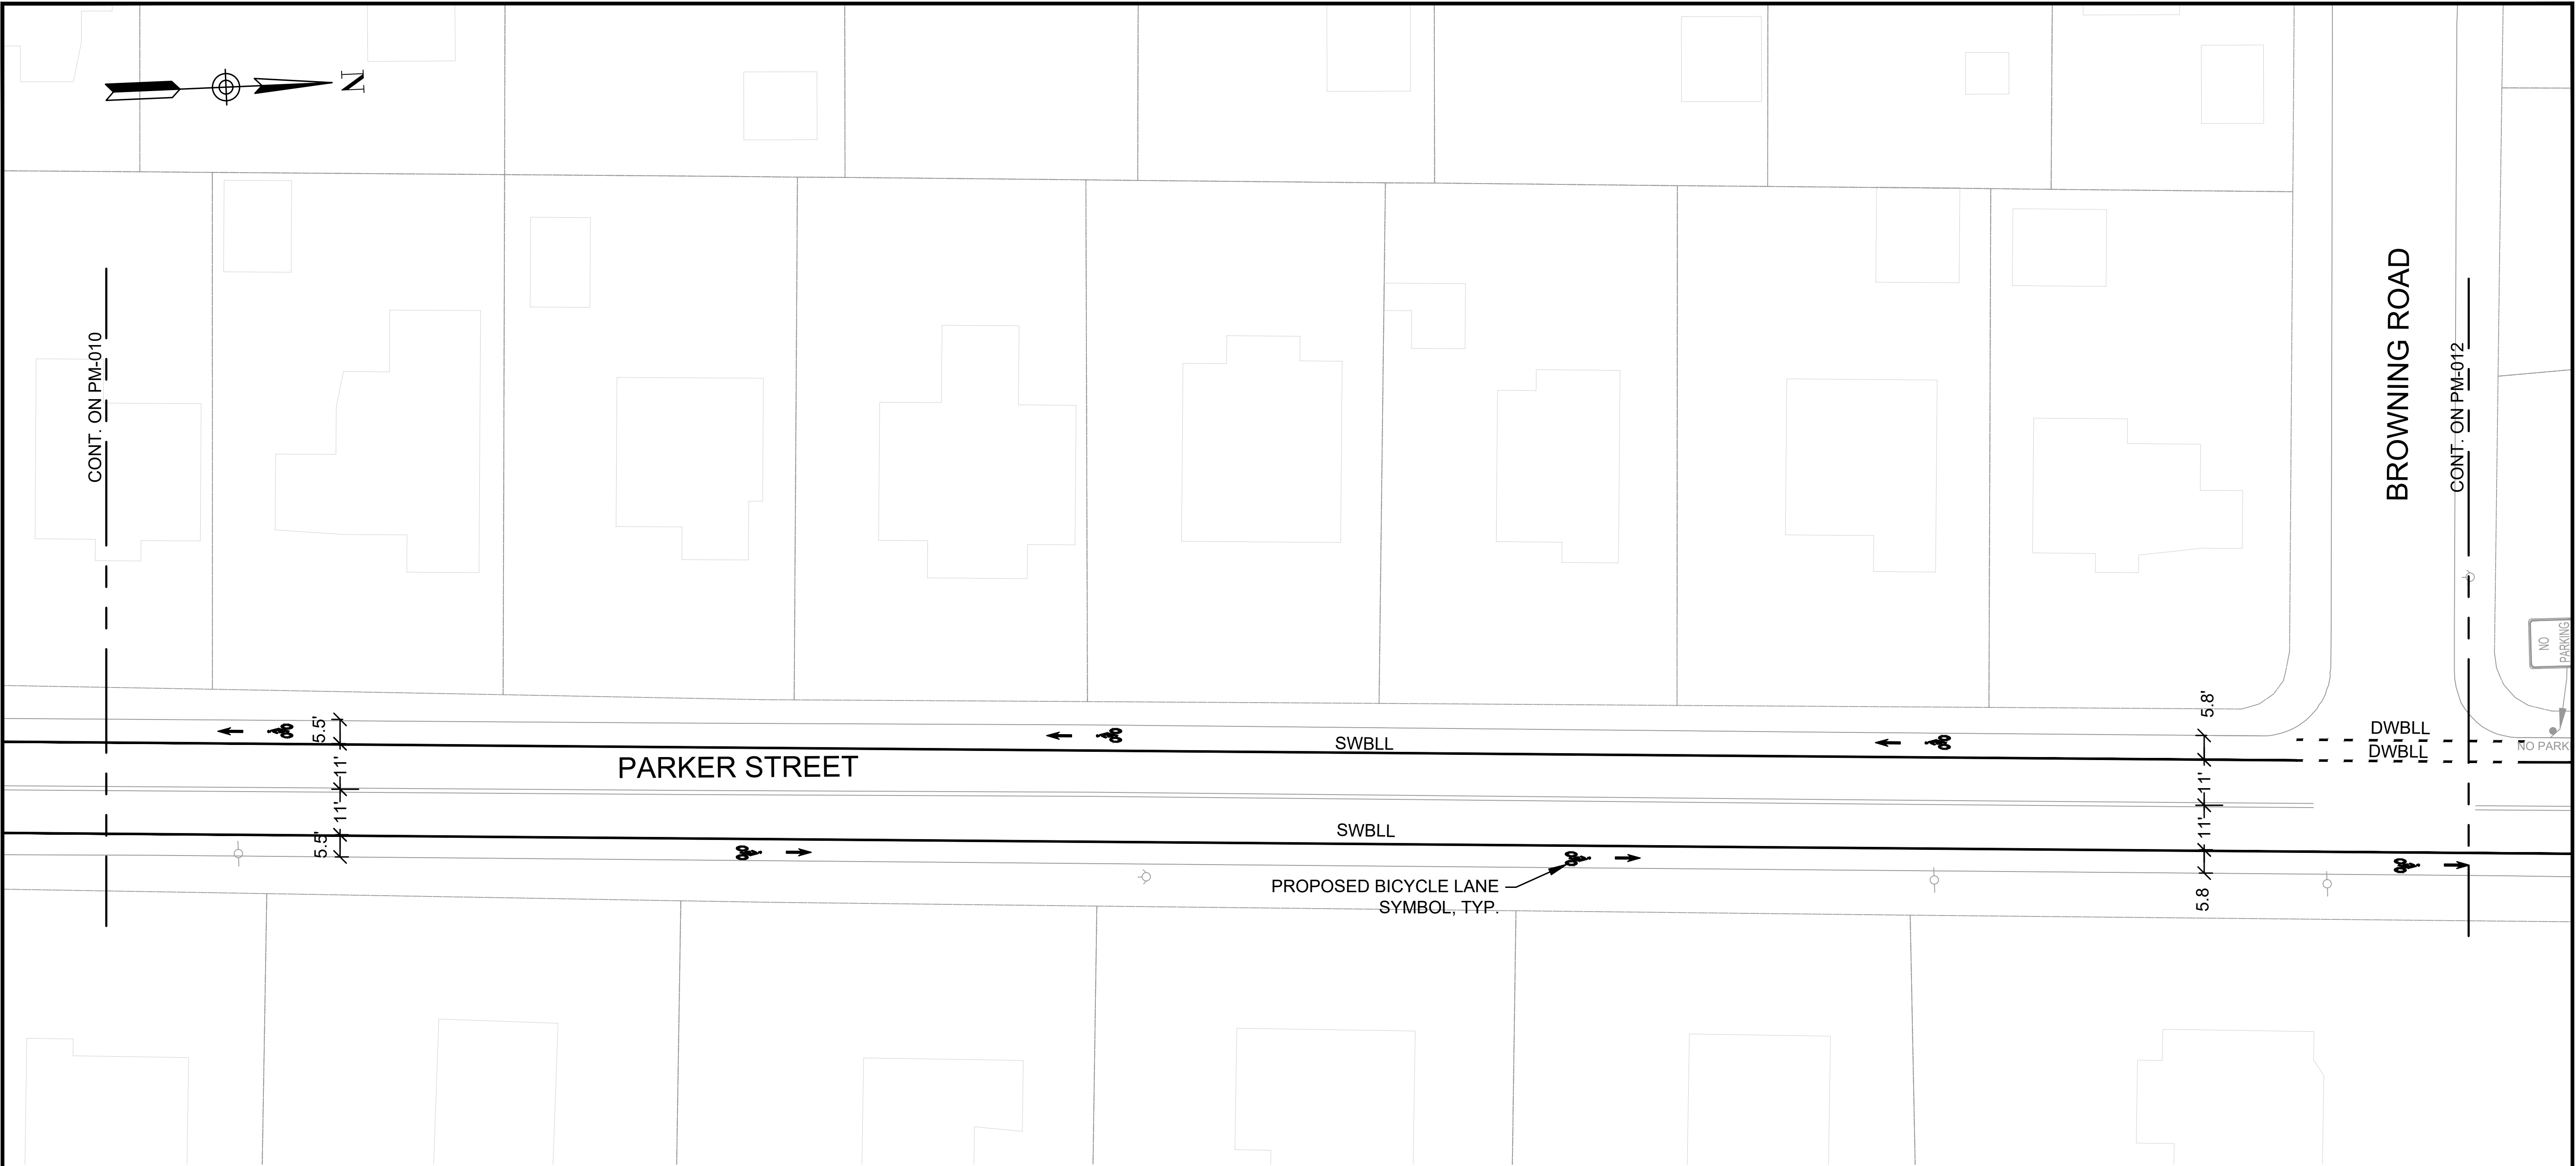 N
CONT. ON PM-010
BROWNING ROAD
CONT. ON PM-012
NO
PARKING
5.5'
11'
11'
5.5'
PARKER STREET
SWBLL
SWBLL
PROPOSED BICYCLE LANE
SYMBOL, TYP.
5.8'
11'
11'
5.8
DWBLL
DWBLL
NO PARK